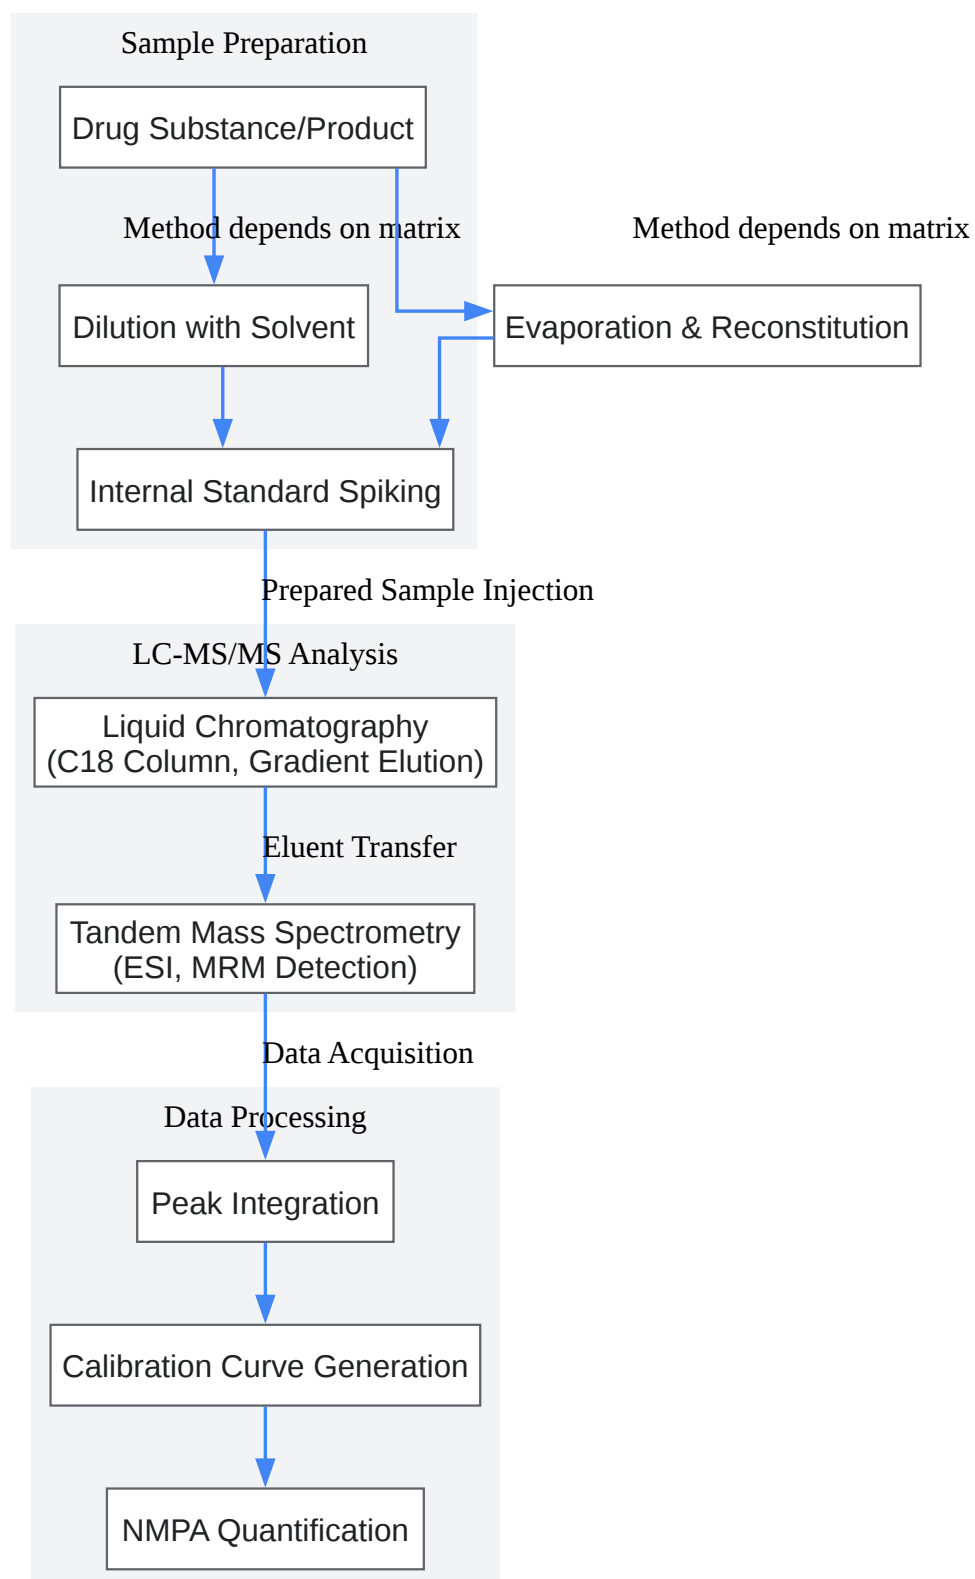 Sample Preparation
Drug Substance/Product
Method depends on matrix
Method depends on matrix
Dilution with Solvent
Evaporation & Reconstitution
Internal Standard Spiking
Prepared Sample Injection
LC-MS/MS Analysis
Liquid Chromatography
(C18 Column, Gradient Elution)
Eluent Transfer
Tandem Mass Spectrometry
(ESI, MRM Detection)
Data Acquisition
Data Processing
Peak Integration
Calibration Curve Generation
NMPA Quantification